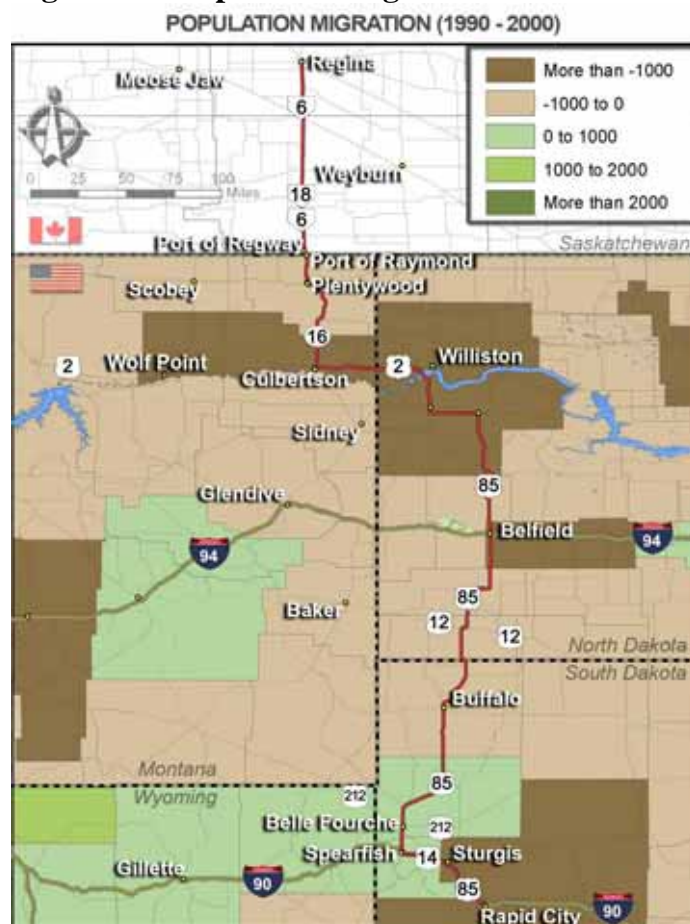 POPULATION MIGRATION (1990 - 2000)
Regina
Moose Jaw
6
Weyburn
0 25 50 75 100
Miles
18
6
More than -1000
-1000 to 0
0 to 1000
1000 to 2000
More than 2000
Saskatchewan
Port of Regway
Port of Raymond
Scobey
Plentywood
16
2
Wolf Point
Culbertson
2
Williston
Sidney
85
Glendive
Belfield
94
94
85
Baker
12
12
North Dakota
South Dakota
Buffalo
Montana
Wyoming
85
212
Belle Fourche
212
Spearfish
14
Sturgis
Gillette
90
85
Rapid City
90